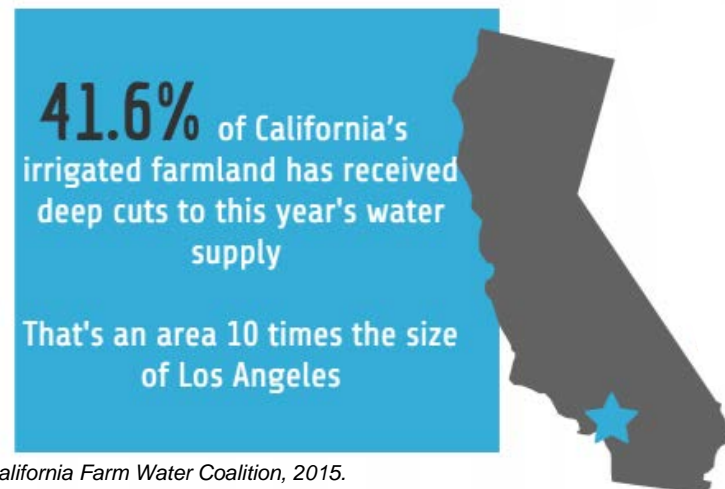 41.6% of California's
irrigated farmland has received
deep cuts to this year's water
supply
That's an area 10 times the size
of Los Angeles
alifornia Farm Water Coalition, 2015.